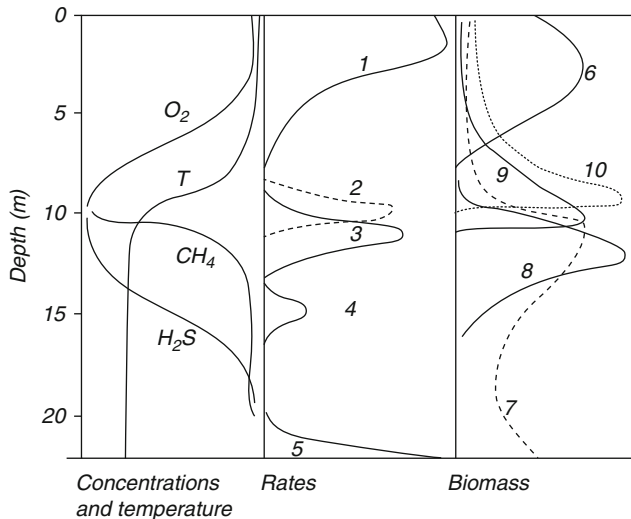 0
5
10
15
20
Depth (m)
O2
T
CH4
H2S
1
2
3
4
5
6
9
10
8
7
Concentrations and temperature
Rates
Biomass